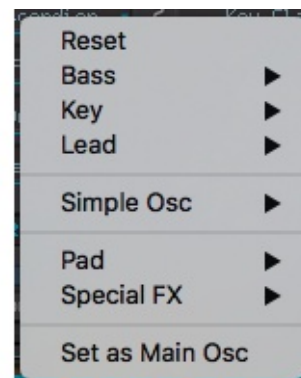 Reset
Bass
Key
Lead
Simple Osc
Pad
Special FX
Set as Main Osc